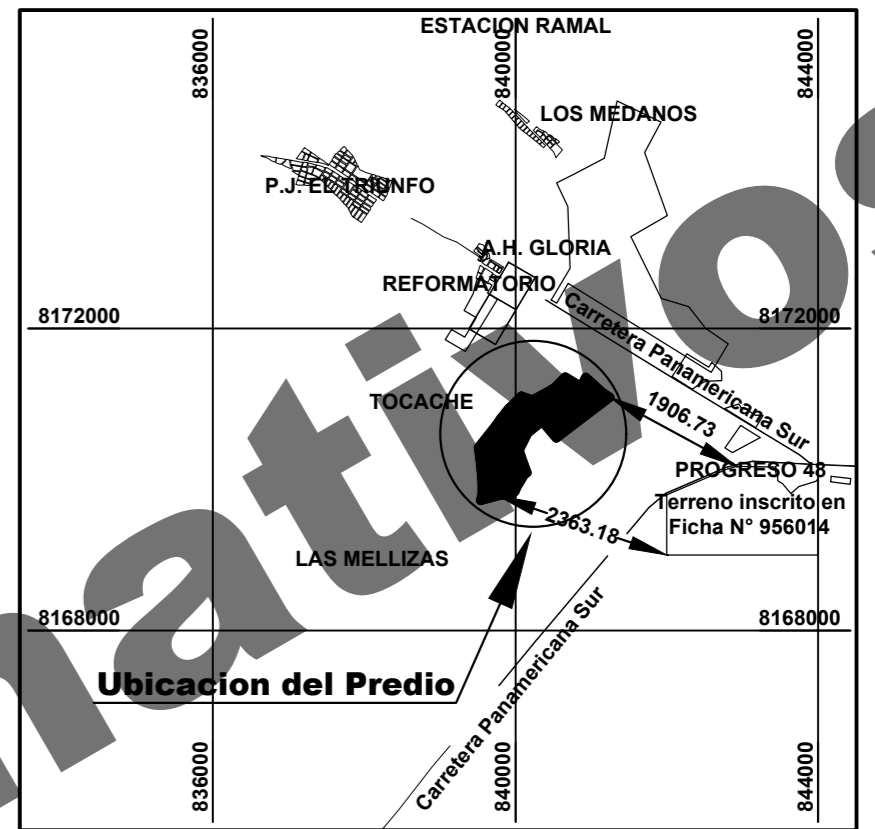 ESTACION RAMAL
836000
840000
844000
LOS MEDANOS
P.J. EL TRIUNFO
A.H. GLORIA
REFORMATORIO
8172000
8172000
Carretera Panamericana Sur
TOCACHE
1906.73
PROGRESO 48
Terreno inscrito en
Ficha N° 956014
2363.18
LAS MELLIZAS
8168000
8168000
Ubicacion del Predio
Carretera Panamericana Sur
836000
840000
844000